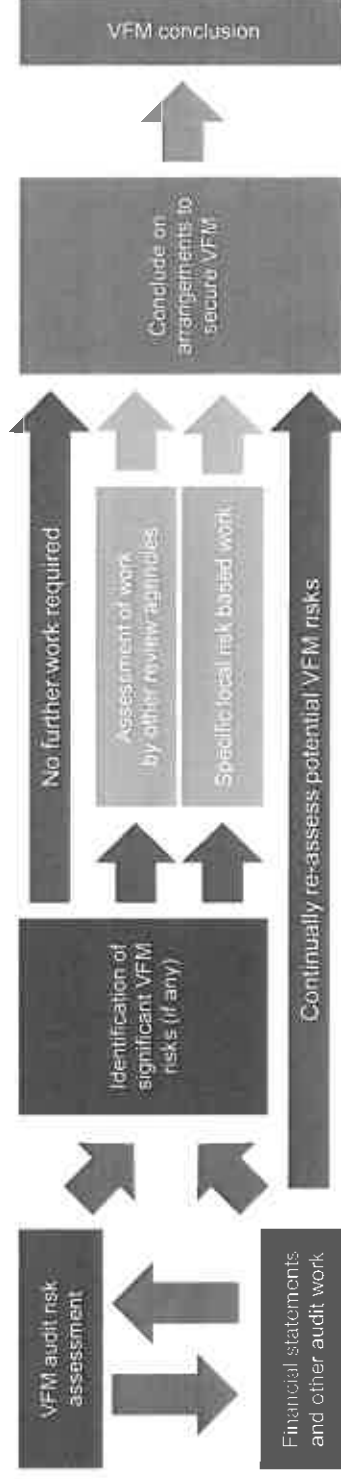 VFM audit risk
assessment
Financial statements
and other audit work
Identification of
significant VFM
risks (if any)
No further work required
Assessment of work
by other review agencies
Specific local risk based work
Continually re-assess potential VFM risks
Conclude on
arrangements to
secure VFM
VFM conclusion